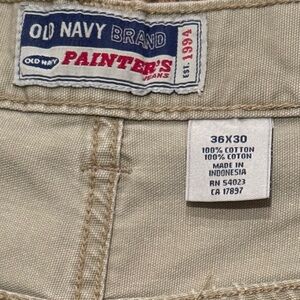 OLD NAVY BRAND
OLD NAVY PAINTER'S
JEANS
EST. 1994
36X30
100% COTTON
100% COTON
MADE IN
INDONESIA
RN 54023
CA 17897